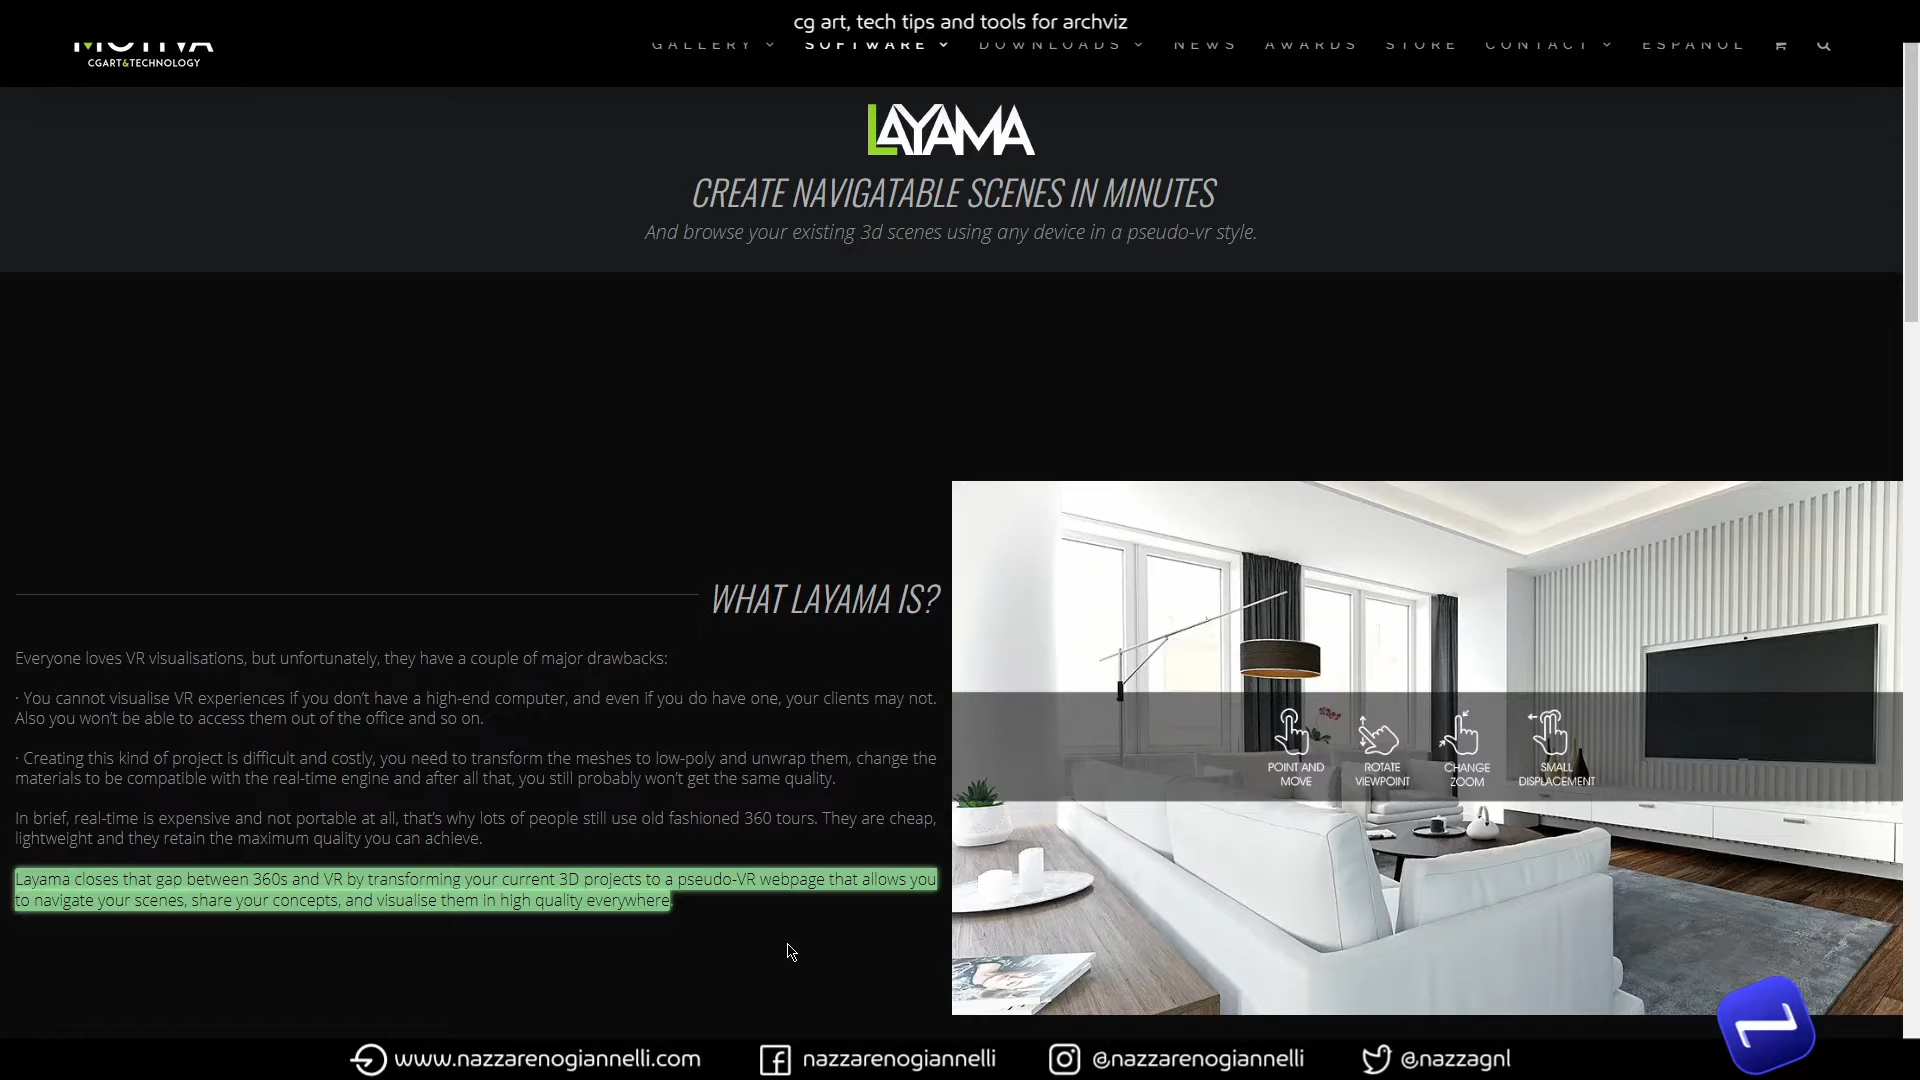 cg art, tech tips and tools for archviz
MOTIVA
CGART&TECHNOLOGY
GALLERY SOFTWARE DOWNLOADS NEWS AWARDS STORE CONTACT ESPAÑOL
LAYAMA
CREATE NAVIGATABLE SCENES IN MINUTES
And browse your existing 3d scenes using any device in a pseudo-vr style.
WHAT LAYAMA IS?
Everyone loves VR visualisations, but unfortunately, they have a couple of major drawbacks:
· You cannot visualise VR experiences if you don't have a high-end computer, and even if you do have one, your clients may not.
Also you won't be able to access them out of the office and so on.
· Creating this kind of project is difficult and costly, you need to transform the meshes to low-poly and unwrap them, change the
materials to be compatible with the real-time engine and after all that, you still probably won't get the same quality.
In brief, real-time is expensive and not portable at all, that's why lots of people still use old fashioned 360 tours. They are cheap,
lightweight and they retain the maximum quality you can achieve.
Layama closes that gap between 360s and VR by transforming your current 3D projects to a pseudo-VR webpage that allows you
to navigate your scenes, share your concepts, and visualise them in high quality everywhere.
POINT AND
MOVE
ROTATE
VIEWPOINT
CHANGE
ZOOM
SMALL
DISPLACEMENT
www.nazzarenogiannelli.com nazzarenogiannelli @nazzarenogiannelli @nazzagnl